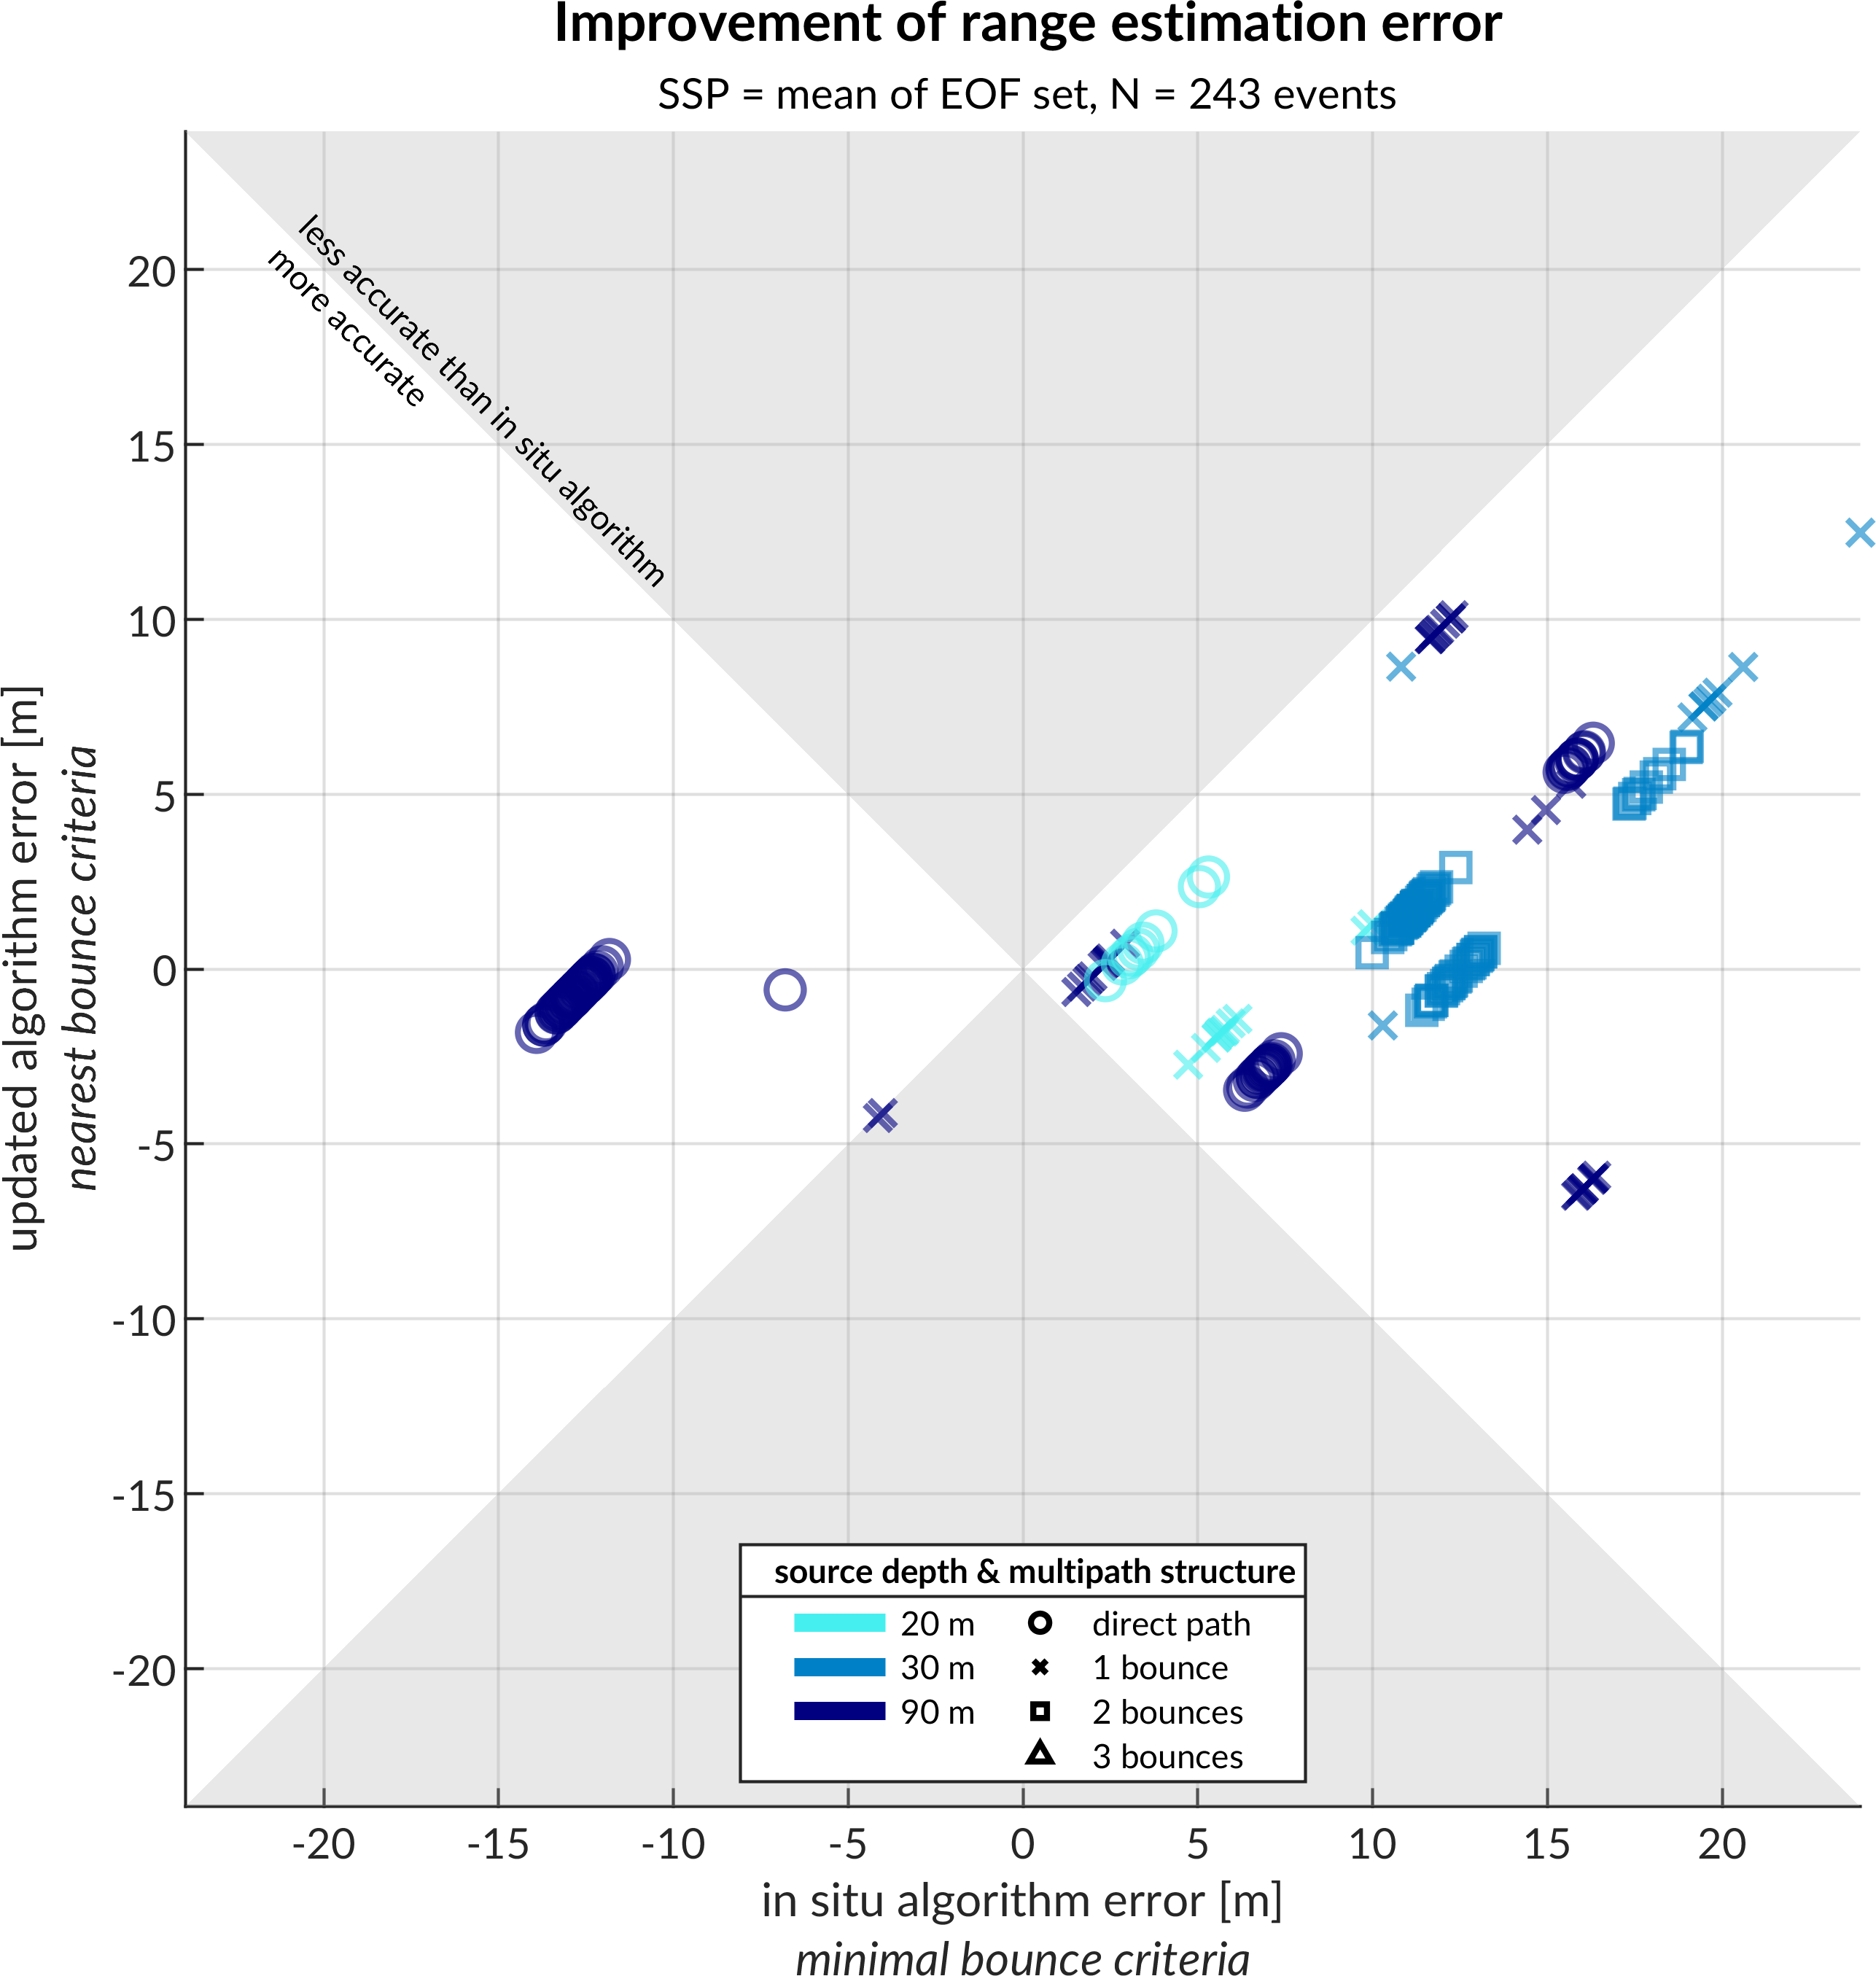 Improvement of range estimation error
SSP = mean of EOF set, N = 243 events
updated algorithm error [m]
nearest bounce criteria
20
15
10
5
0
-5
-10
-15
-20
less accurate than in situ algorithm
more accurate
source depth & multipath structure
20 m direct path
30 m 1 bounce
90 m 2 bounces
3 bounces
-20 -15 -10 -5 0 5 10 15 20
in situ algorithm error [m]
minimal bounce criteria